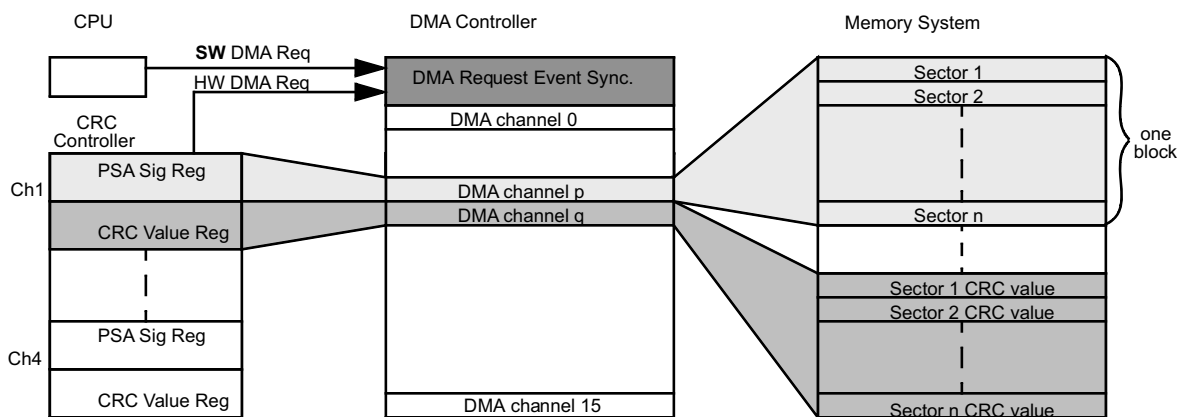 CPU
DMA Controller
Memory System
SW DMA Req
HW DMA Req
DMA Request Event Sync.
Sector 1
Sector 2
DMA channel 0
CRC
Controller
one
block
PSA Sig Reg
Ch1
DMA channel p
DMA channel q
Sector n
CRC Value Reg
Sector 1 CRC value
Sector 2 CRC value
PSA Sig Reg
Ch4
CRC Value Reg
DMA channel 15
Sector n CRC value